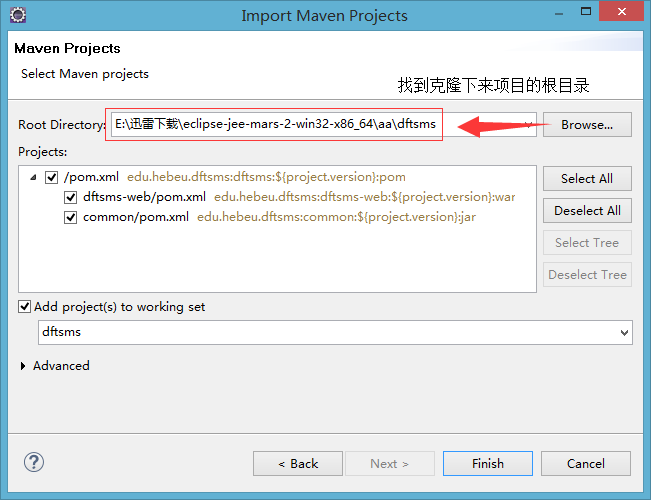 Import Maven Projects
Maven Projects
Select Maven projects
找到克隆下来项目的根目录
Root Directory: E:\迅雷下载\eclipse-jee-mars-2-win32-x86_64\aa\dftsms Browse...
Projects:
/pom.xml edu.hebeu.dftsms:dftsms:${project.version}:pom Select All
dftsms-web/pom.xml edu.hebeu.dftsms:dftsms-web:${project.version}:war
common/pom.xml edu.hebeu.dftsms:common:${project.version}:jar Deselect All
Select Tree
Deselect Tree
Add project(s) to working set
dftsms
Advanced
? < Back Next > Finish Cancel